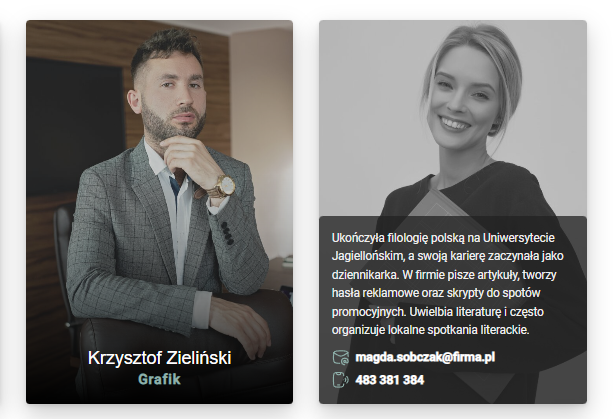 Krzysztof Zieliński
Grafik
Ukończyła filologię polską na Uniwersytecie
Jagiellońskim, a swoją karierę zaczynała jako
dziennikarka. W firmie pisze artykuły, tworzy
hasła reklamowe oraz skrypty do spotów
promocyjnych. Uwielbia literaturę i często
organizuje lokalne spotkania literackie.
magda.sobczak@firma.pl
483 381 384